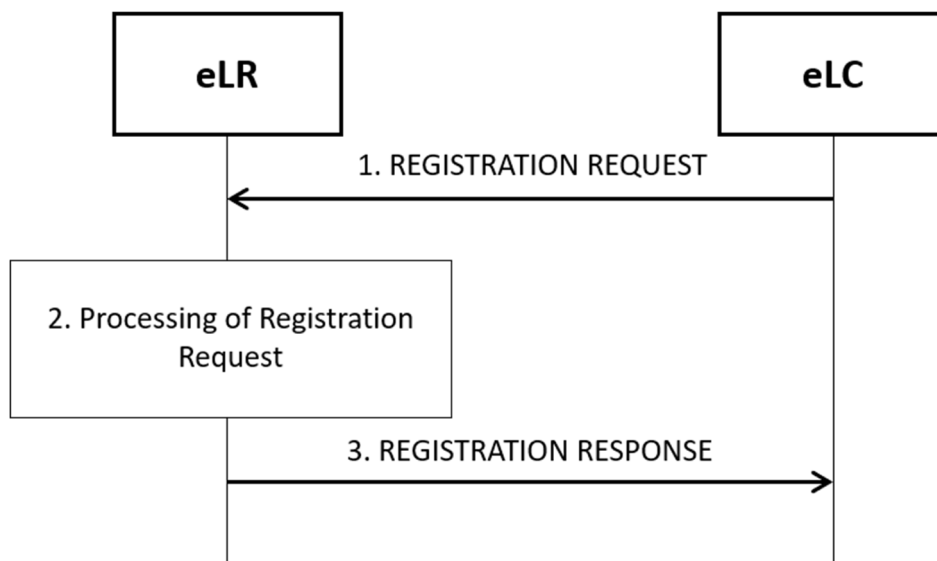 eLR
eLC
1. REGISTRATION REQUEST
2. Processing of Registration
Request
3. REGISTRATION RESPONSE